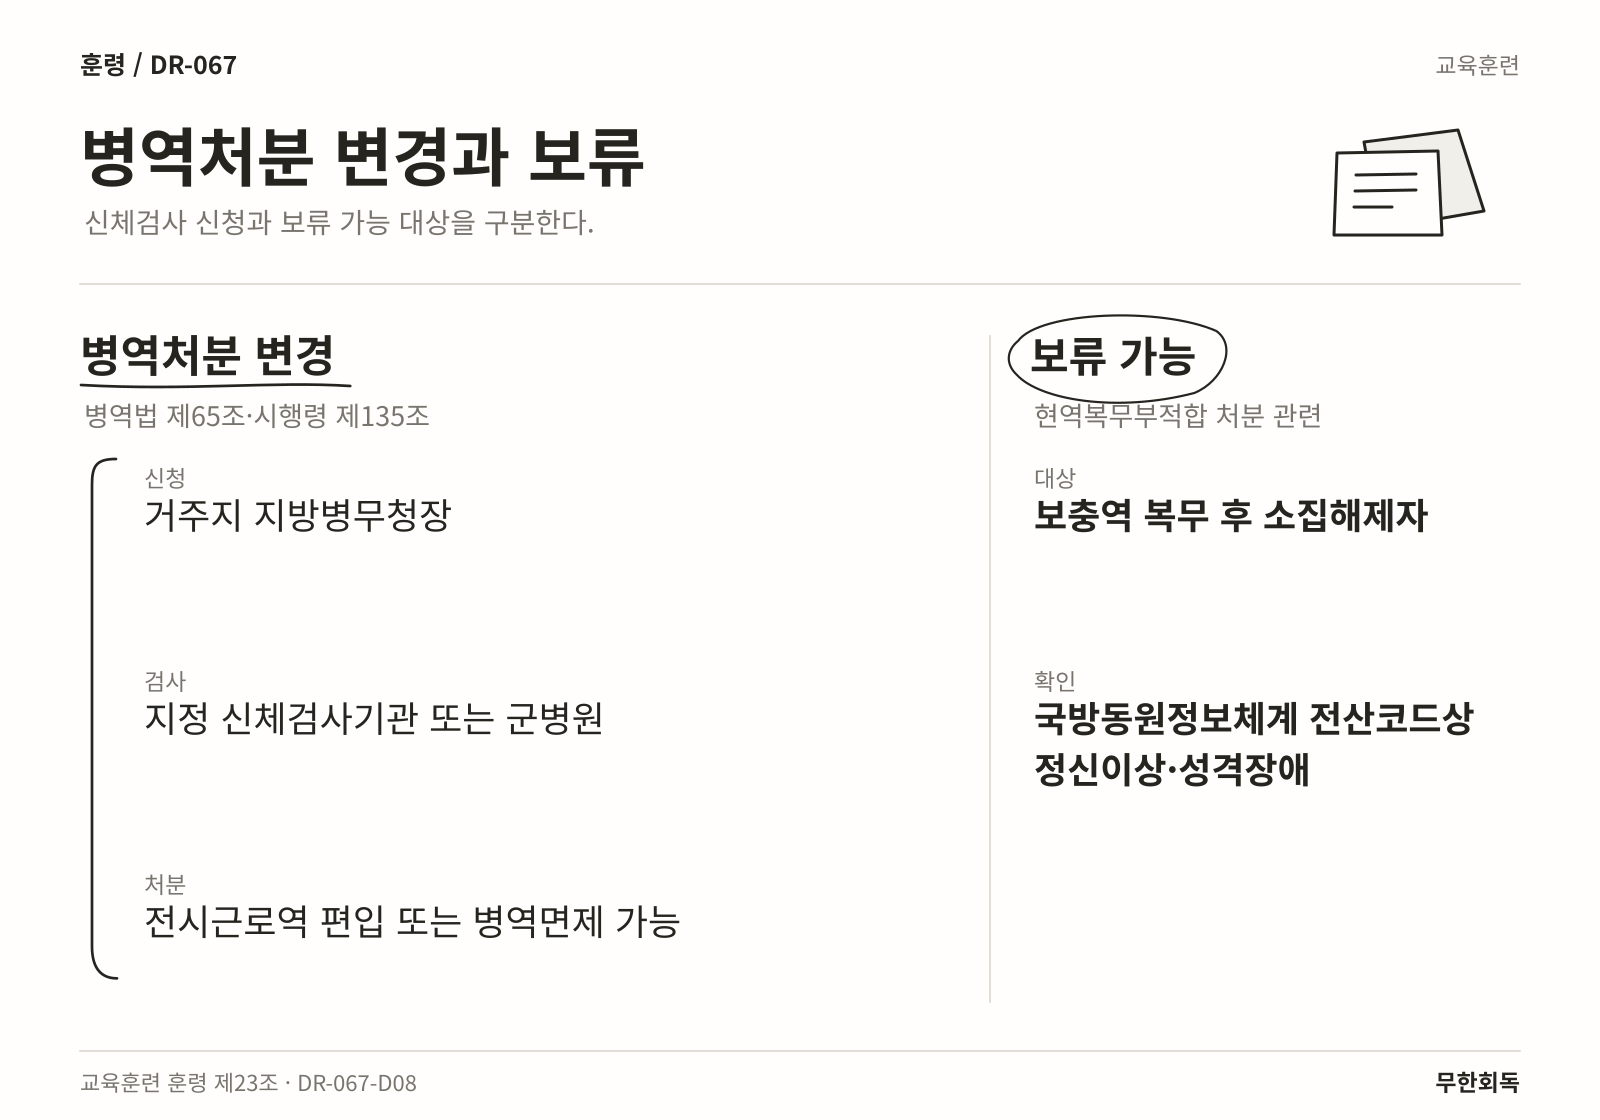 훈령 / DR-067
교육훈련
병역처분 변경과 보류
신체검사 신청과 보류 가능 대상을 구분한다.
병역처분 변경
병역법 제65조·시행령 제135조
신청
거주지 지방병무청장
검사
지정 신체검사기관 또는 군병원
처분
전시근로역 편입 또는 병역면제 가능
보류 가능
현역복무부적합 처분 관련
대상
보충역 복무 후 소집해제자
확인
국방동원정보체계 전산코드상
정신이상·성격장애
교육훈련 훈령 제23조 · DR-067-D08
무한회독